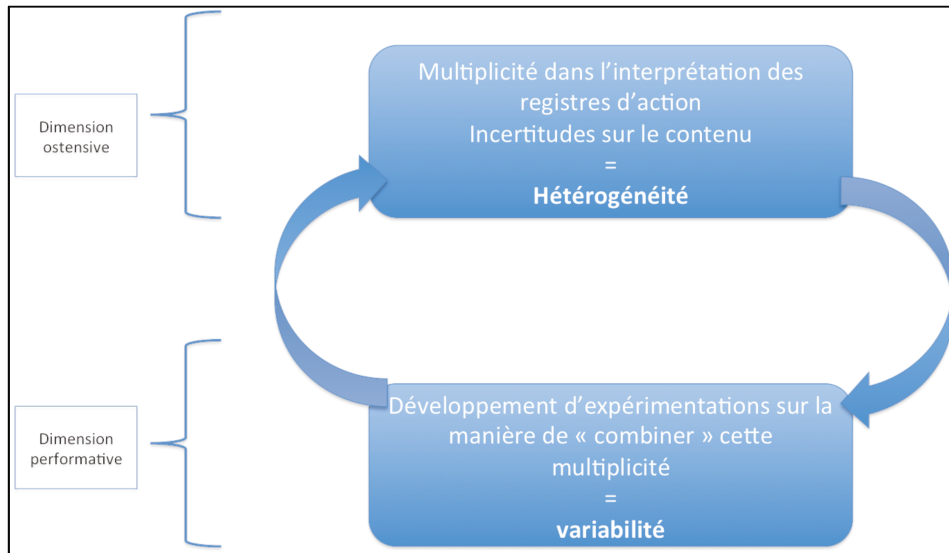 Dimension
ostensive
Multiplicité dans l’interprétation des
registres d’action
Incertitudes sur le contenu
=
Hétérogénéité
Dimension
performative
Développement d’expérimentations sur la
manière de « combiner » cette
multiplicité
=
variabilité